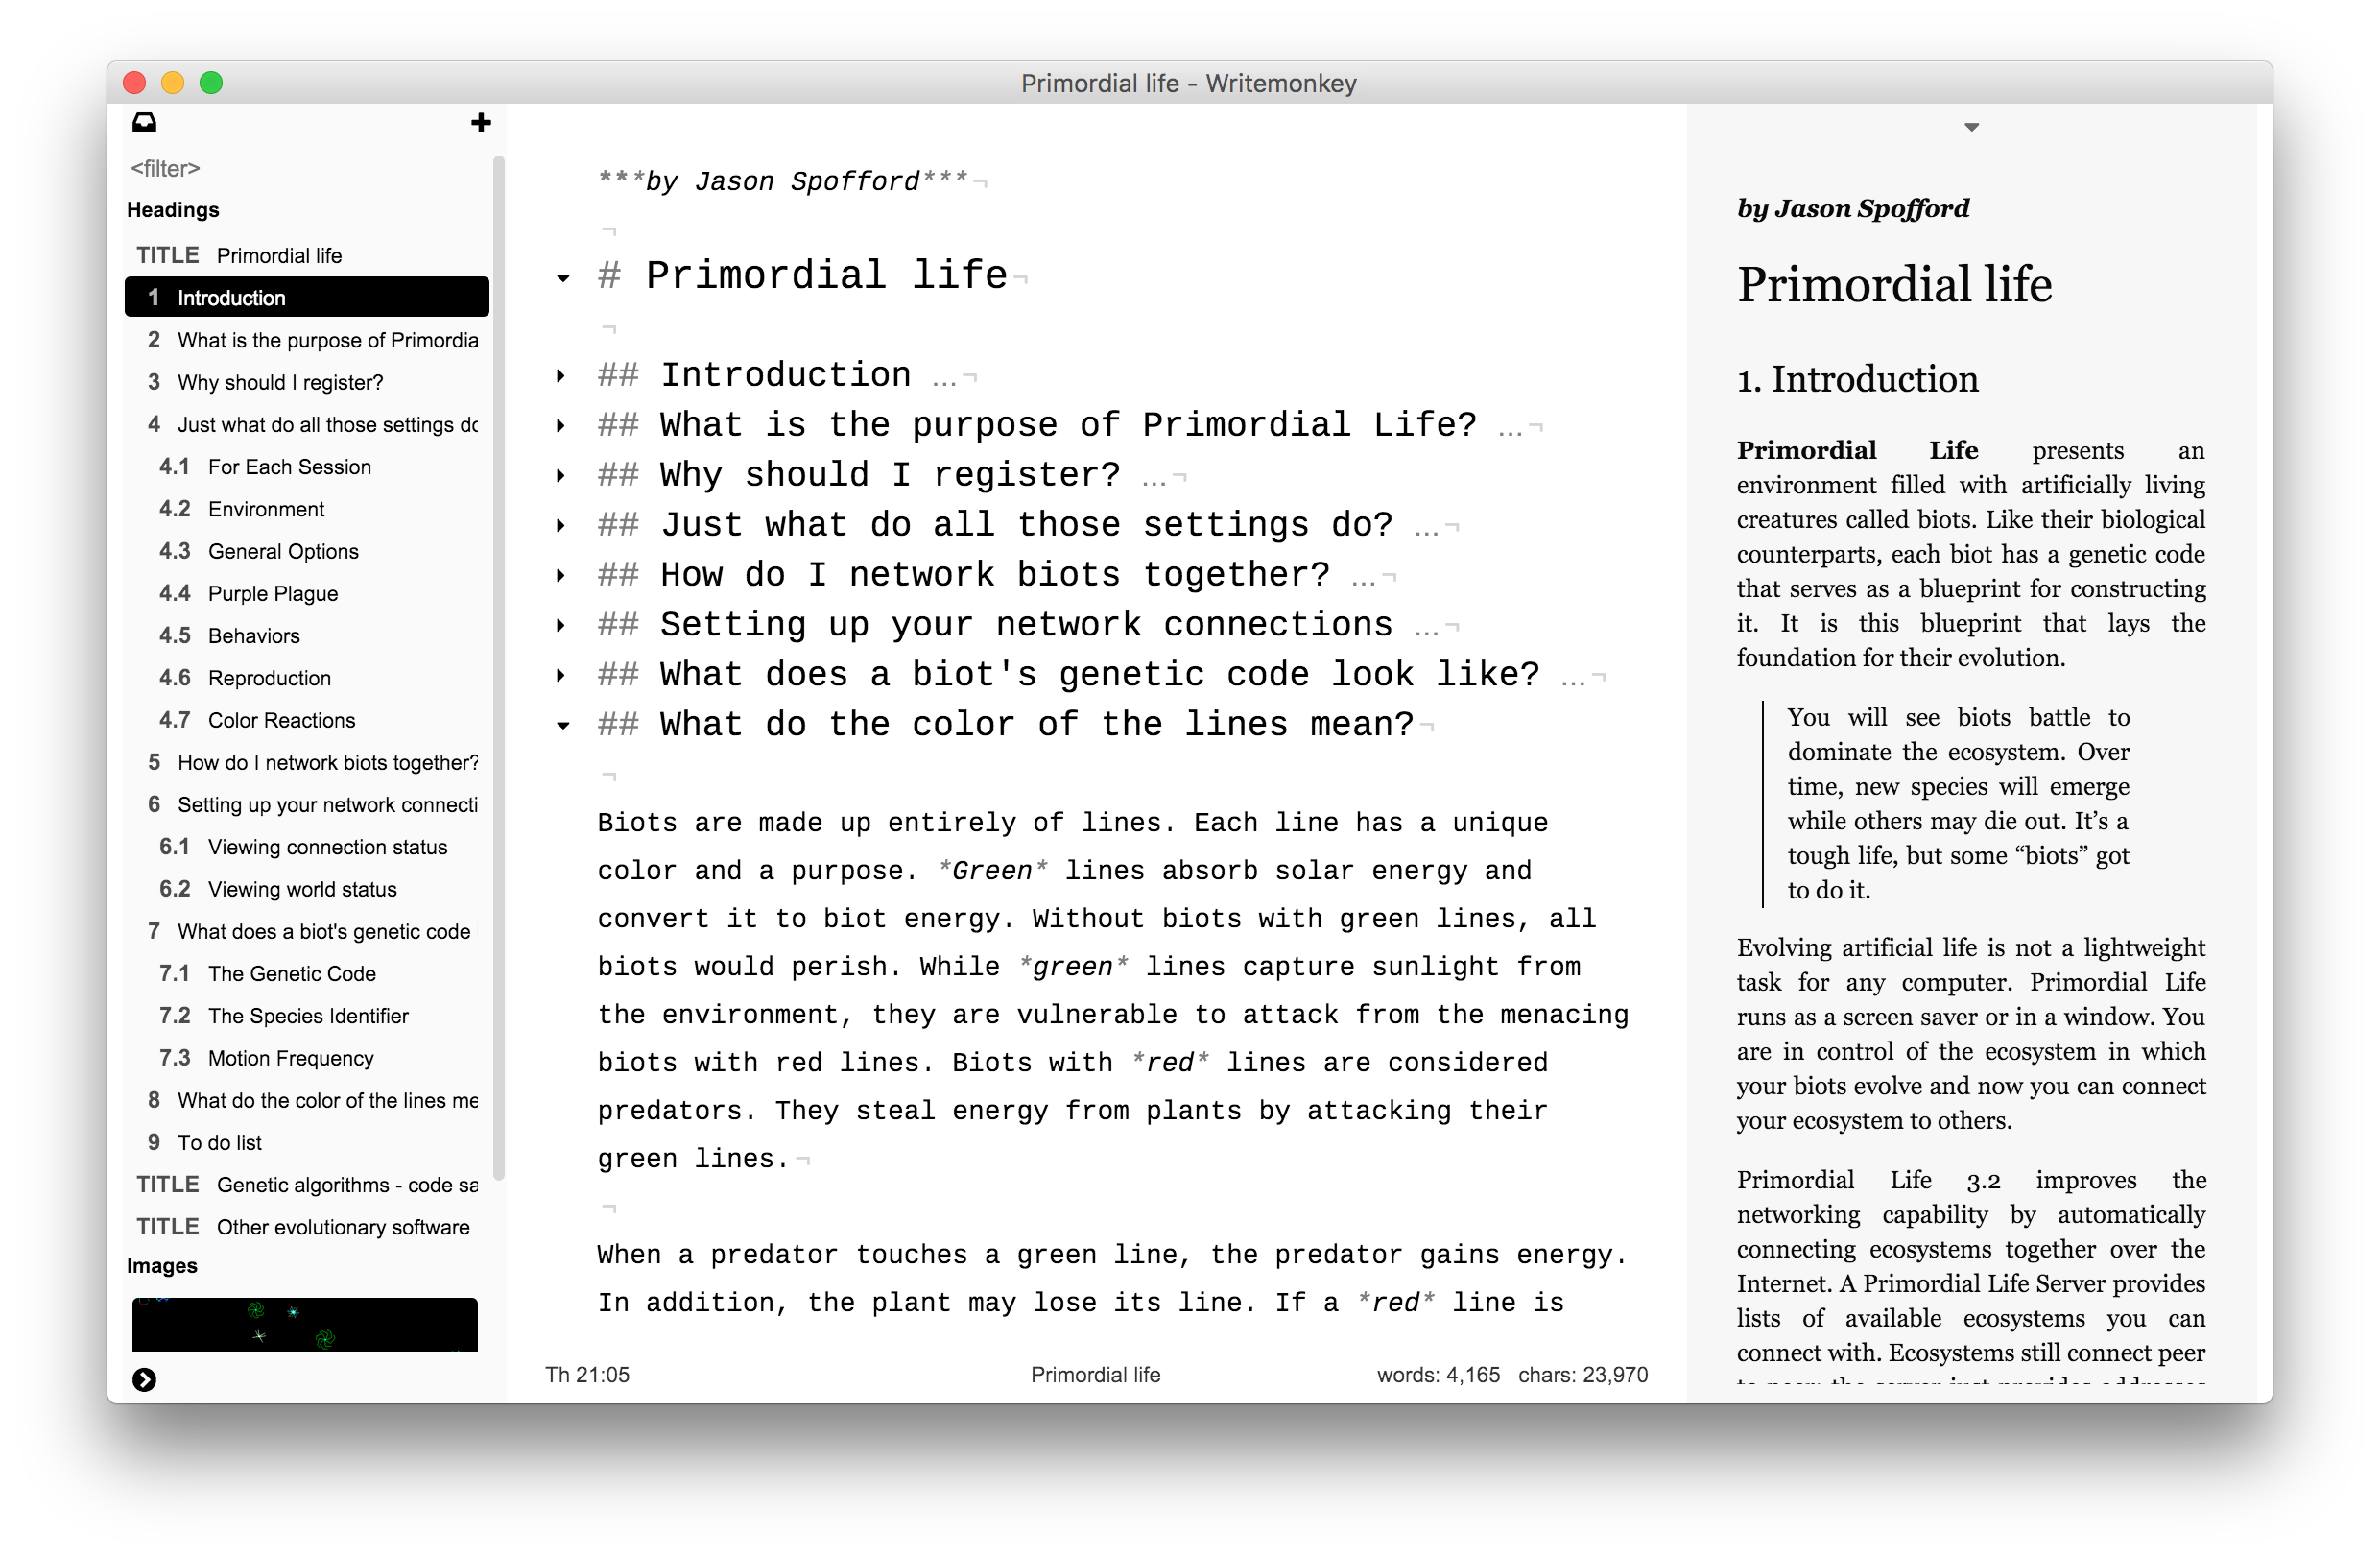 Primordial life - Writemonkey
<filter>
Headings
TITLE Primordial life
1 Introduction
2 What is the purpose of Primordia
3 Why should I register?
4 Just what do all those settings do
4.1 For Each Session
4.2 Environment
4.3 General Options
4.4 Purple Plague
4.5 Behaviors
4.6 Reproduction
4.7 Color Reactions
5 How do I network biots together?
6 Setting up your network connecti
6.1 Viewing connection status
6.2 Viewing world status
7 What does a biot's genetic code
7.1 The Genetic Code
7.2 The Species Identifier
7.3 Motion Frequency
8 What do the color of the lines me
9 To do list
TITLE Genetic algorithms - code sa
TITLE Other evolutionary software
Images
***by Jason Spofford***¬
¬
# Primordial life¬
¬
## Introduction …¬
## What is the purpose of Primordial Life? …¬
## Why should I register? …¬
## Just what do all those settings do? …¬
## How do I network biots together? …¬
## Setting up your network connections …¬
## What does a biot's genetic code look like? …¬
## What do the color of the lines mean?¬
¬
Biots are made up entirely of lines. Each line has a unique
color and a purpose. *Green* lines absorb solar energy and
convert it to biot energy. Without biots with green lines, all
biots would perish. While *green* lines capture sunlight from
the environment, they are vulnerable to attack from the menacing
biots with red lines. Biots with *red* lines are considered
predators. They steal energy from plants by attacking their
green lines.¬
¬
When a predator touches a green line, the predator gains energy.
In addition, the plant may lose its line. If a *red* line is
Th 21:05
Primordial life
words: 4,165 chars: 23,970
by Jason Spofford
Primordial life
1. Introduction
Primordial Life presents an
environment filled with artificially living
creatures called biots. Like their biological
counterparts, each biot has a genetic code
that serves as a blueprint for constructing
it. It is this blueprint that lays the
foundation for their evolution.
You will see biots battle to
dominate the ecosystem. Over
time, new species will emerge
while others may die out. It’s a
tough life, but some “biots” got
to do it.
Evolving artificial life is not a lightweight
task for any computer. Primordial Life
runs as a screen saver or in a window. You
are in control of the ecosystem in which
your biots evolve and now you can connect
your ecosystem to others.
Primordial Life 3.2 improves the
networking capability by automatically
connecting ecosystems together over the
Internet. A Primordial Life Server provides
lists of available ecosystems you can
connect with. Ecosystems still connect peer
to peer; the server just provides addresses